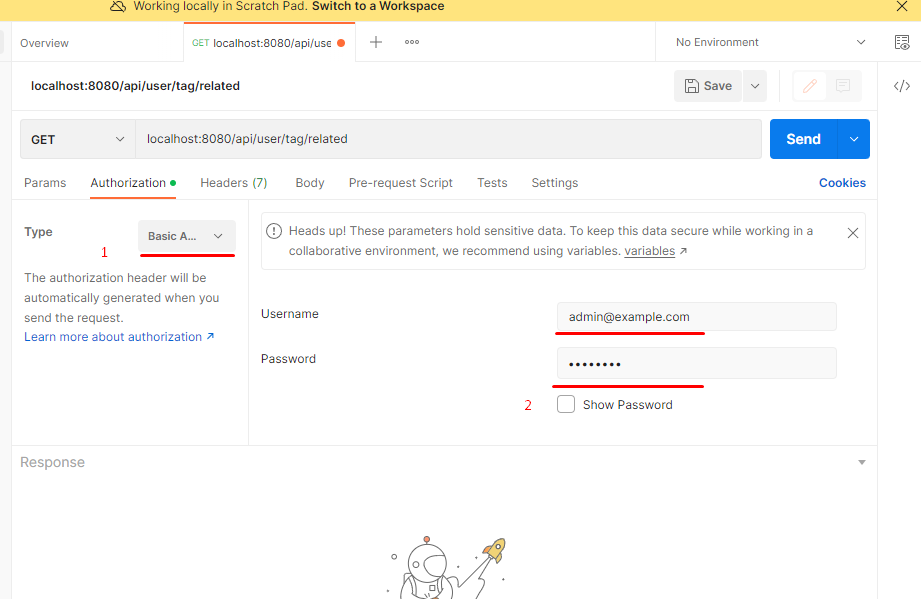 Working locally in Scratch Pad. Switch to a Workspace
Overview
GET localhost:8080/api/use
No Environment
localhost:8080/api/user/tag/related
Save
GET
localhost:8080/api/user/tag/related
Send
Params
Authorization
Headers (7)
Body
Pre-request Script
Tests
Settings
Cookies
Type
Basic A...
1
The authorization header will be
automatically generated when you
send the request.
Learn more about authorization ↗
Heads up! These parameters hold sensitive data. To keep this data secure while working in a
collaborative environment, we recommend using variables. variables ↗
Username
admin@example.com
Password
••••••••
2
Show Password
Response